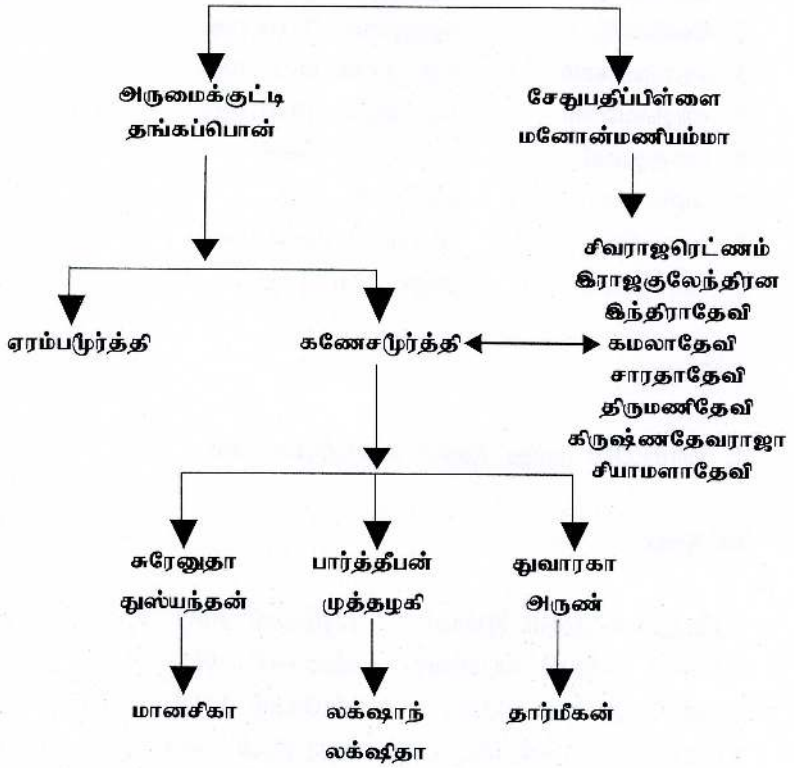 அருமைக்குட்டி
தங்கப்பொன்
சேதுபதிப்பிள்ளை
மனோன்மணியம்மா
சிவராஜரெட்ணம்
இராஜகுலேந்திரன
இந்திராதேவி
ஏரம்பமூர்த்தி
கணேசமூர்த்தி
கமலாதேவி
சாரதாதேவி
திருமணிதேவி
கிருஷ்ணதேவராஜா
சியாமளாதேவி
சுரேனுதா
துஸ்யந்தன்
பார்த்தீபன்
முத்தழகி
துவாரகா
அருண்
மானசிகா
லக்ஷாந்
லக்ஷிதா
தார்மீகன்